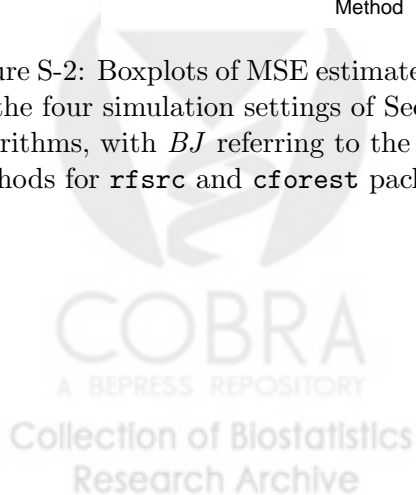 Method
ure S-2: Boxplots of MSE estimate
the four simulation settings of Sec
rithms, with BJ referring to the
hods for rfsrc and cforest pack
COBRA
A BEPRESS REPOSITORY
Collection of Biostatistics
Research Archive